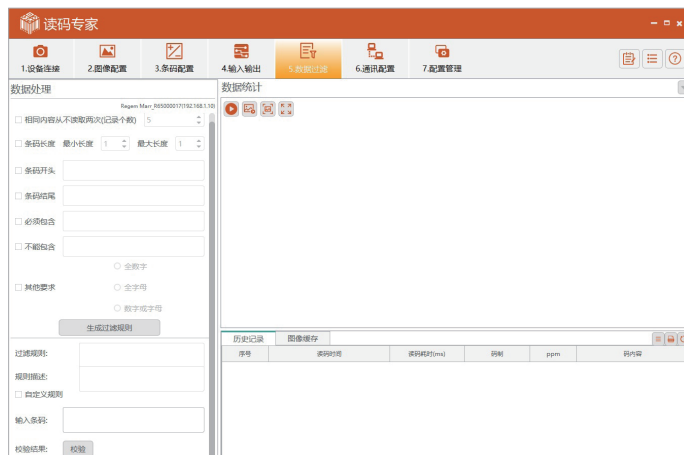 读码专家
1.设备连接 2.图像配置 3.条码配置 4.输入输出 5.数据过滤 6.通讯配置 7.配置管理
数据处理
数据统计
Regem Marr_R65000017(192.168.1.10)
相同内容从不读取两次(记录个数) 5
条码长度 最小长度 1 最大长度 1
条码开头
条码结尾
必须包含
不能包含
全数字
其他要求 全字母
数字或字母
生成过滤规则
历史记录 图像缓存
序号 读码时间 读码耗时(ms) 码制 ppm 码内容
过滤规则:
规则描述:
自定义规则
输入条码:
校验结果: 校验